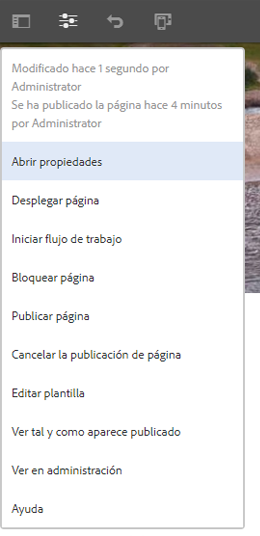 Modificado hace 1 segundo por
Administrator
Se ha publicado la página hace 4 minutos
por Administrator
Abrir propiedades
Desplegar página
Iniciar flujo de trabajo
Bloquear página
Publicar página
Cancelar la publicación de página
Editar plantilla
Ver tal y como aparece publicado
Ver en administración
Ayuda